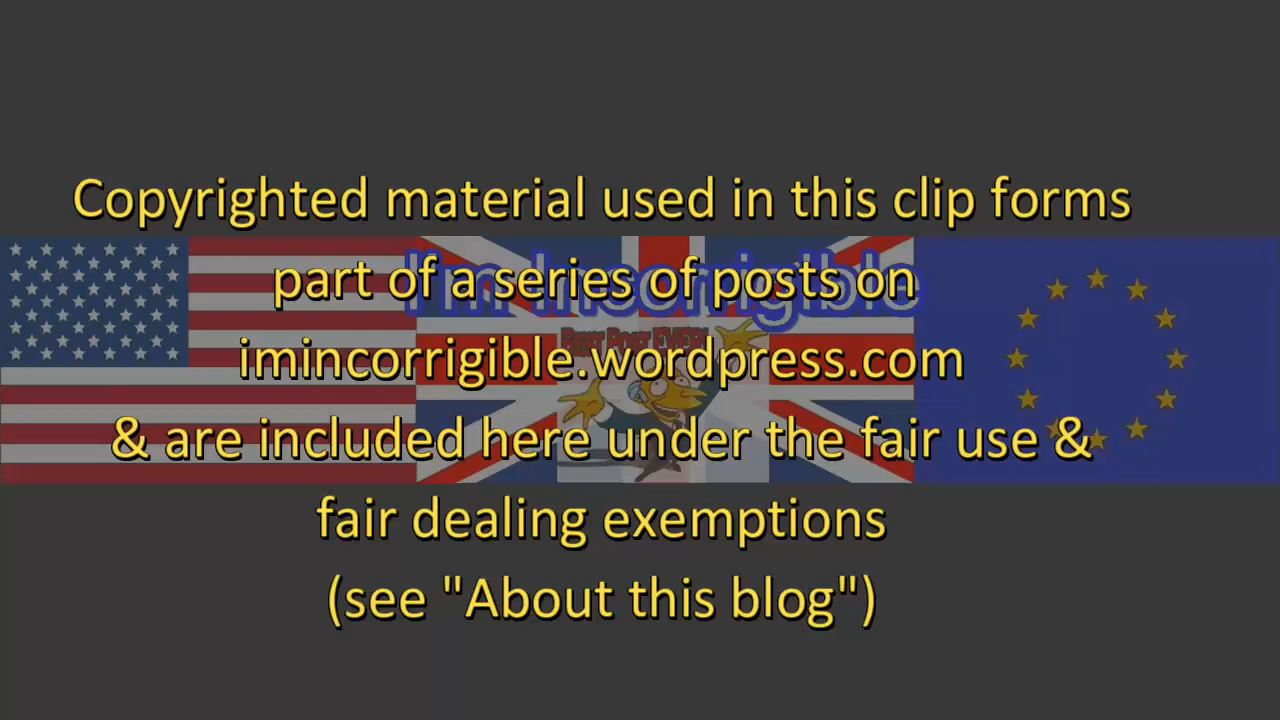 Copyrighted material used in this clip forms
part of a series of posts on
I'm Incorrigible
imincorrigible.wordpress.com
& are included here under the fair use &
fair dealing exemptions
(see "About this blog")